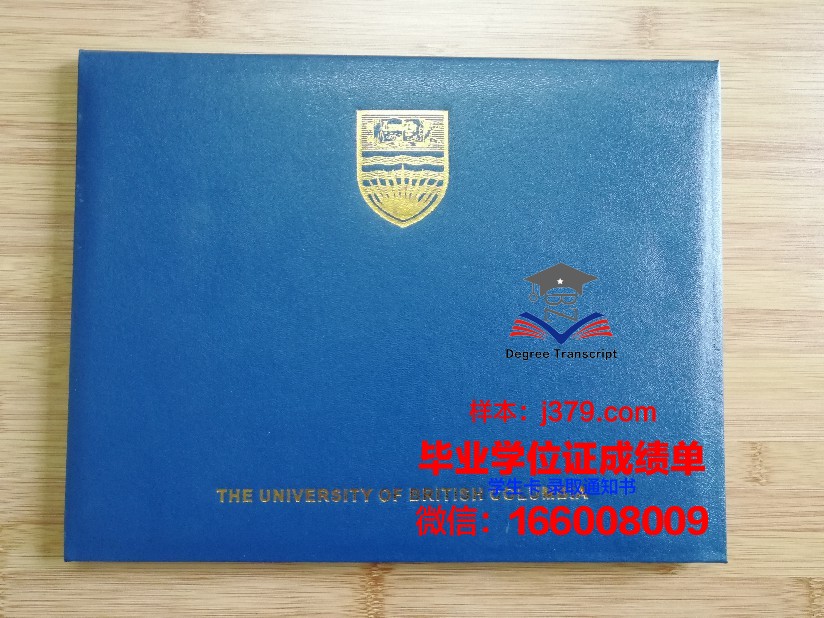 Degree Transcript
样本：j379.com
毕业学位证成绩单
学生卡·录取通知书
THE UNIVERSITY OF BRITISH COLUMBIA
微信：166008009